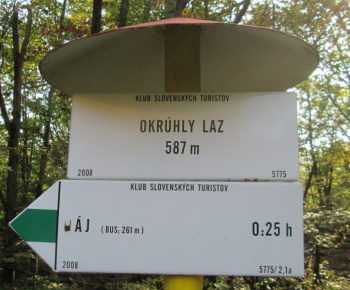 KLUB SLOVENSKÝCH TURISTOV
OKRÚHLY LAZ
587 m
2008 5775
KLUB SLOVENSKÝCH TURISTOV
ÁJ (BUS; 261 m) 0:25 h
2008 5775/2,1a